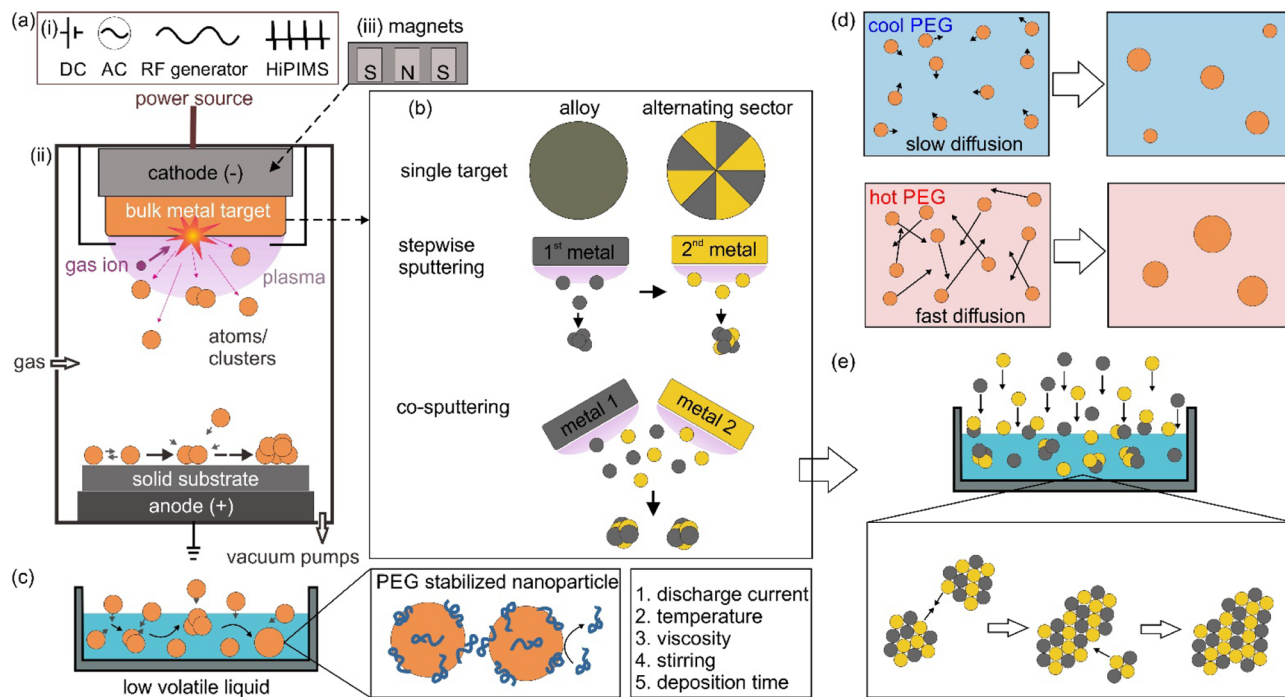 (a)
(i)
DC AC RF generator HiPIMS
power source
(iii) magnets
S N S
(ii)
cathode (-)
bulk metal target
gas ion
plasma
atoms/
clusters
gas
solid substrate
anode (+)
vacuum pumps
(b)
alloy alternating sector
single target
stepwise
sputtering
1st metal
2nd metal
co-sputtering
metal 1
metal 2
(c)
low volatile liquid
PEG stabilized nanoparticle
1. discharge current
2. temperature
3. viscosity
4. stirring
5. deposition time
(d)
cool PEG
slow diffusion
hot PEG
fast diffusion
(e)